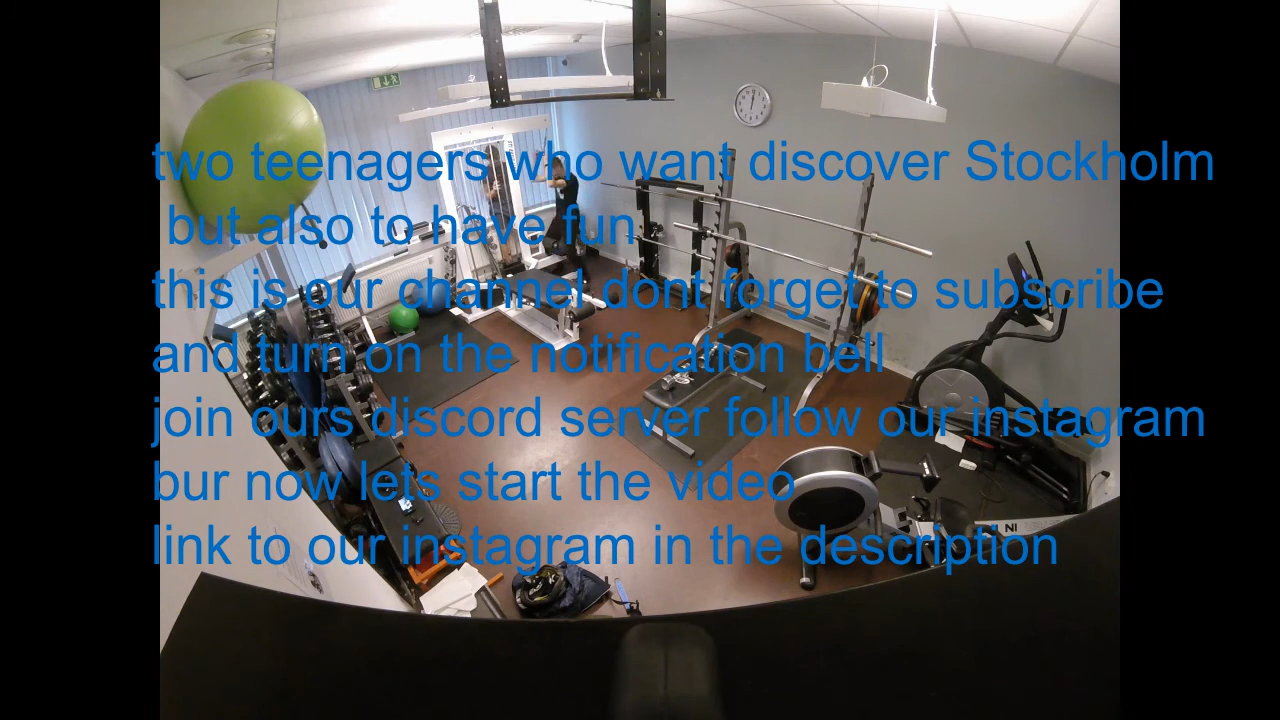 two teenagers who want discover Stockholm
but also to have fun
this is our channel dont forget to subscribe
and turn on the notification bell
join ours discord server follow our instagram
bur now lets start the video
link to our instagram in the description